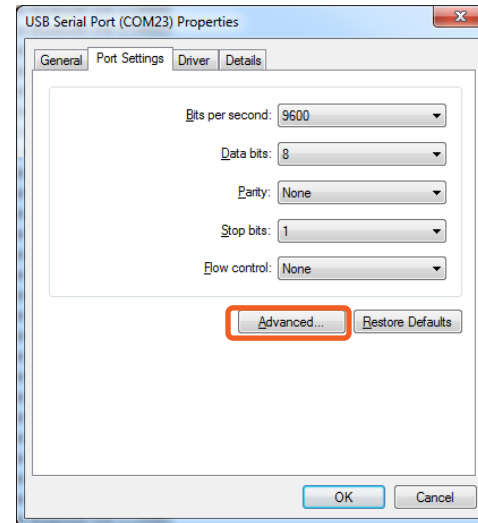 USB Serial Port (COM23) Properties
General Port Settings Driver Details
Bits per second: 9600
Data bits: 8
Parity: None
Stop bits: 1
Flow control: None
Advanced... Restore Defaults
OK Cancel